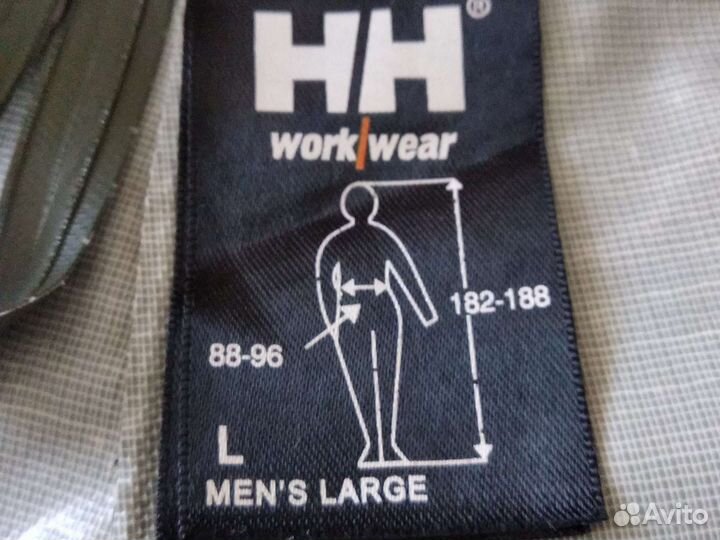 HH®
work/wear
182-188
88-96
L
MEN'S LARGE
Avito